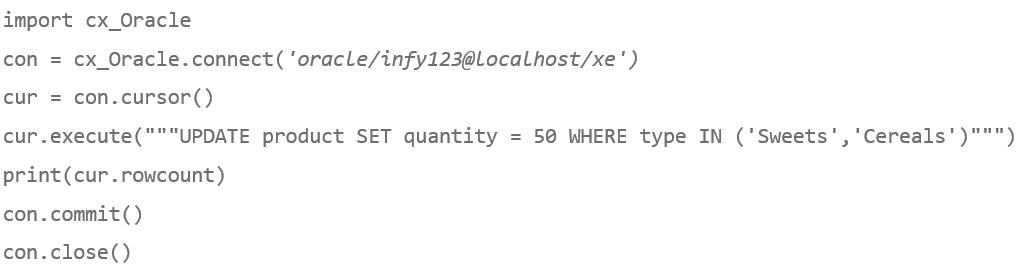 import cx_Oracle
con = cx_Oracle.connect('oracle/infy123@localhost/xe')
cur = con.cursor()
cur.execute("""UPDATE product SET quantity = 50 WHERE type IN ('Sweets','Cereals')""")
print(cur.rowcount)
con.commit()
con.close()